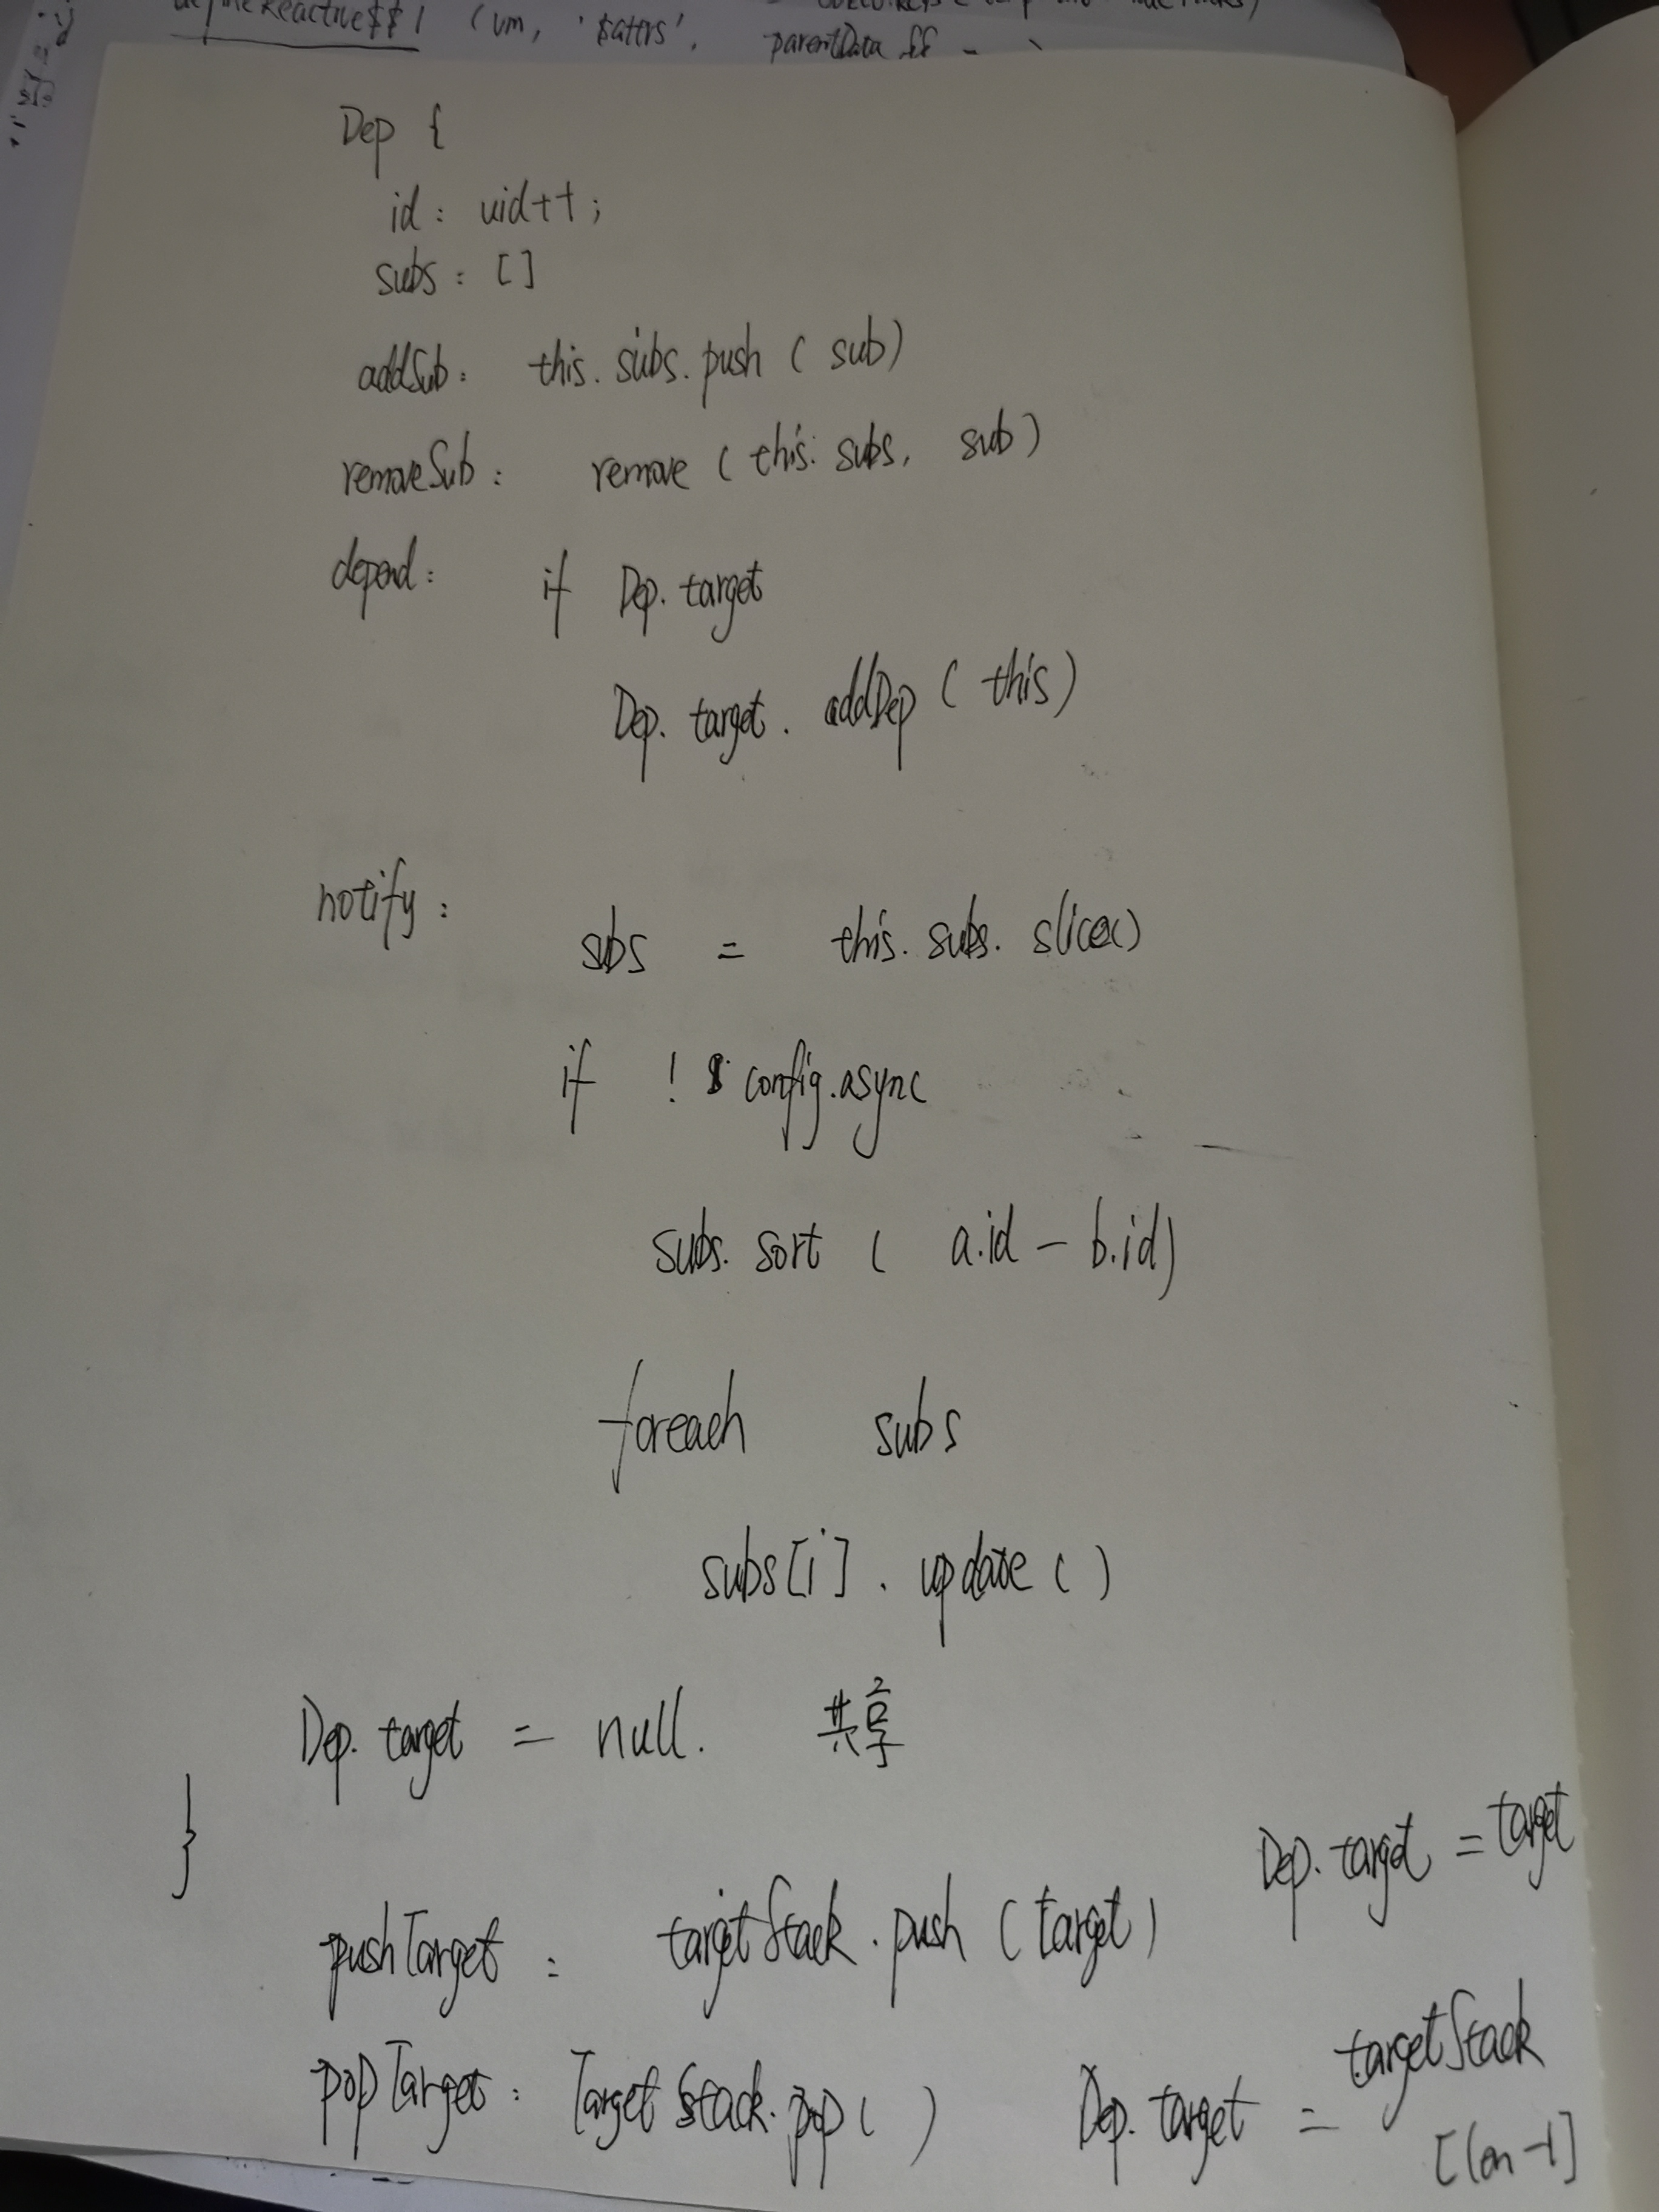 defineReactive$$1 (vm, '$attrs', parentData &&
Dep {
id: uid++;
subs: []
addSub: this.subs.push ( sub)
removeSub: remove ( this.subs, sub)
depend: if Dep.target
Dep. target. addDep ( this)
notify:
subs = this. subs. slice()
if ! config.async
subs. sort ( a.id - b.id)
foreach subs
subs[i]. update ( )
Dep. target = null. 共享
}
Dep. target = target
pushTarget: targetStack. push (target)
popTarget: TargetStack. pop ( ) Dep. target = targetStack
[len-1]